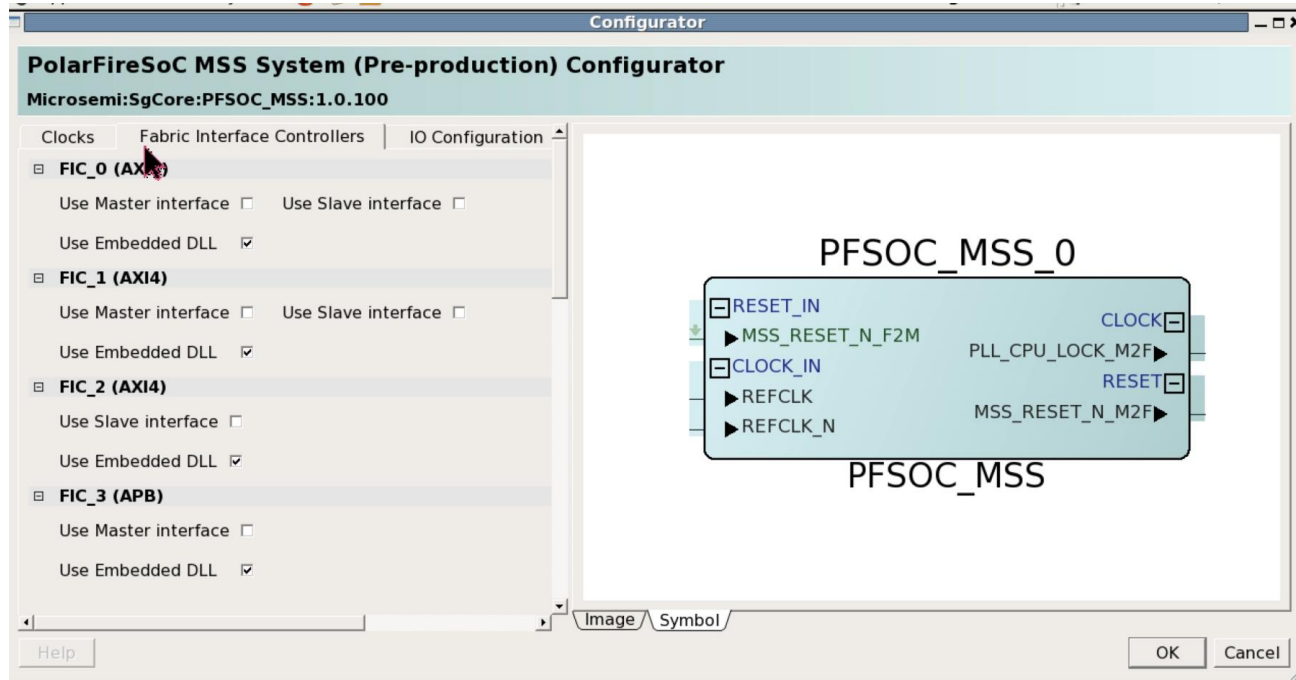 Configurator
PolarFireSoC MSS System (Pre-production) Configurator
Microsemi:SgCore:PFSOC_MSS:1.0.100
Clocks Fabric Interface Controllers IO Configuration
FIC_0
Use Master interface Use Slave interface
Use Embedded DLL
FIC_1 (AXI4)
Use Master interface Use Slave interface
Use Embedded DLL
FIC_2 (AXI4)
Use Slave interface
Use Embedded DLL
FIC_3 (APB)
Use Master interface
Use Embedded DLL
PFSOC_MSS_0
RESET_IN
MSS_RESET_N_F2M
CLOCK_IN
REFCLK
REFCLK_N
CLOCK
PLL_CPU_LOCK_M2F
RESET
MSS_RESET_N_M2F
PFSOC_MSS
Image Symbol
Help OK Cancel